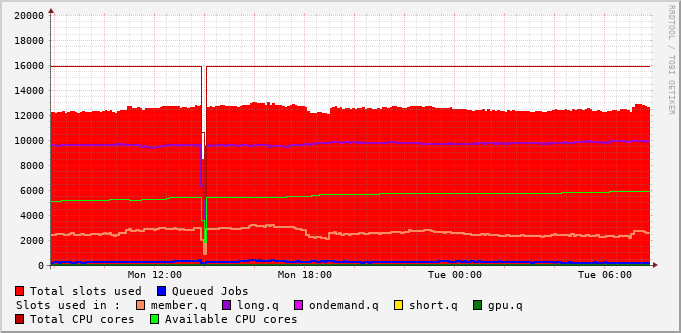 20000
18000
16000
14000
12000
10000
8000
6000
4000
2000
0
Mon 12:00 Mon 18:00 Tue 00:00 Tue 06:00
RRDTOOL / TOBI OETIKER
Total slots used Queued Jobs
Slots used in : member.q long.q ondemand.q short.q gpu.q
Total CPU cores Available CPU cores